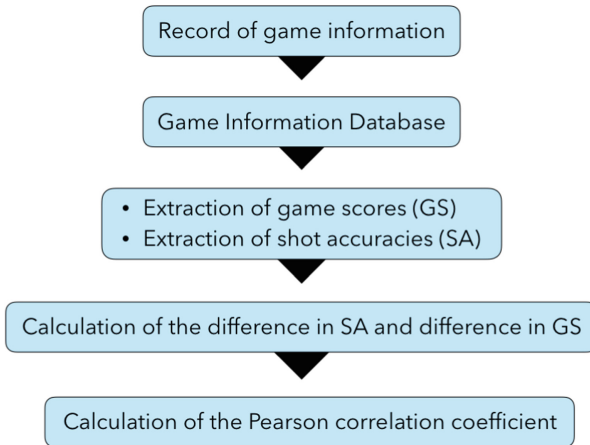 Record of game information
Game Information Database
• Extraction of game scores (GS)
• Extraction of shot accuracies (SA)
Calculation of the difference in SA and difference in GS
Calculation of the Pearson correlation coefficient